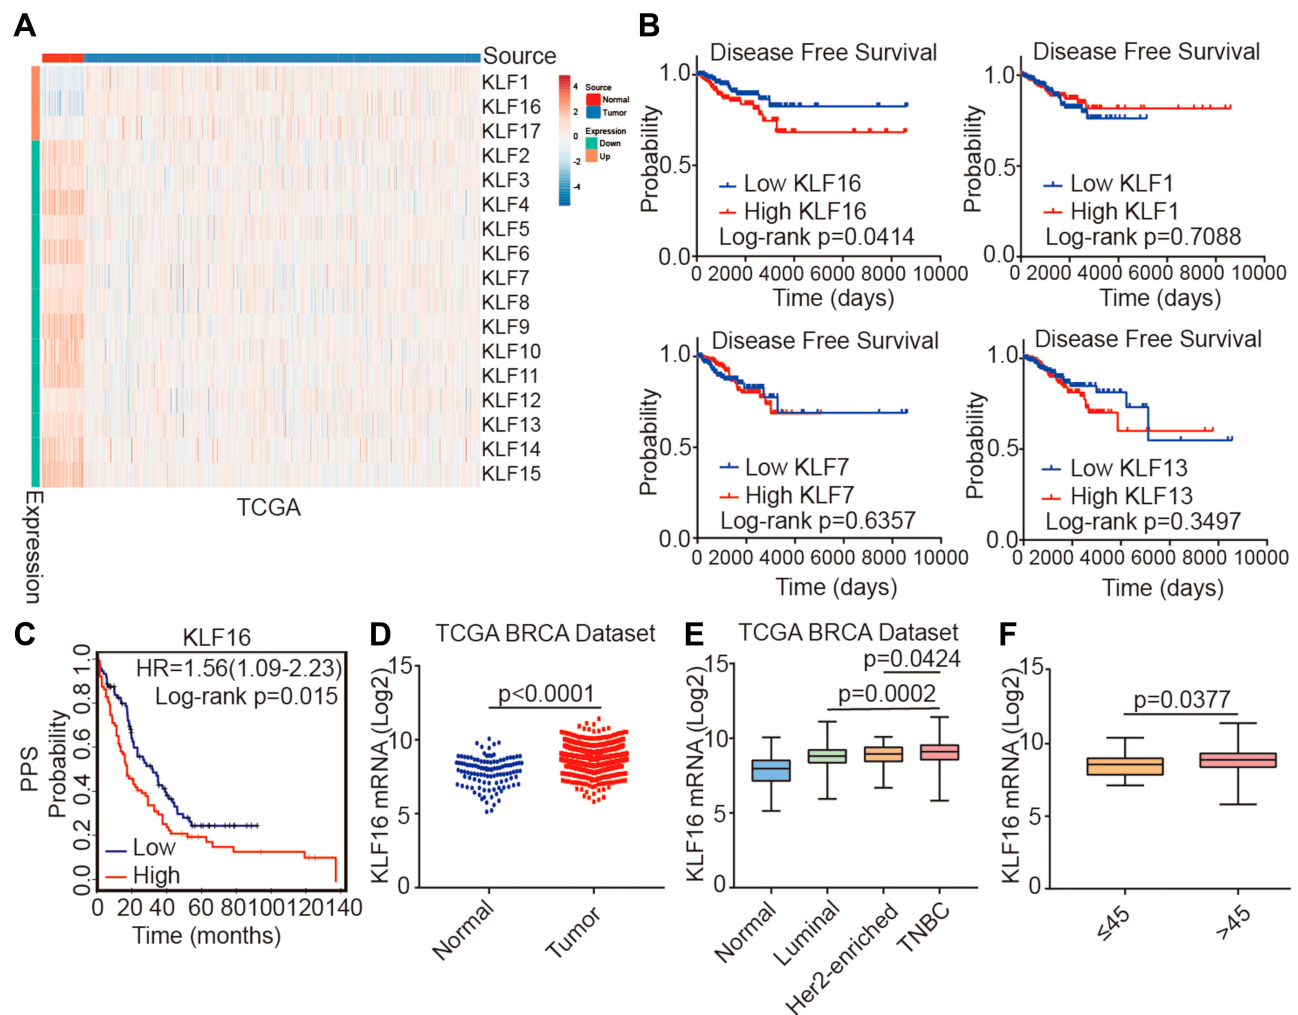 A
Source
KLF1
KLF16
KLF17
KLF2
KLF3
KLF4
KLF5
KLF6
KLF7
KLF8
KLF9
KLF10
KLF11
KLF12
KLF13
KLF14
KLF15
Expression
TCGA
4
2
0
-2
-4
Source
Normal
Tumor
Expression
Down
Up
B
Disease Free Survival
Probability
1.0
0.5
0.0
Low KLF16
High KLF16
Log-rank p=0.0414
0 2000 4000 6000 8000 10000
Time (days)
Disease Free Survival
Probability
1.0
0.5
0.0
Low KLF1
High KLF1
Log-rank p=0.7088
0 2000 4000 6000 8000 10000
Time (days)
Disease Free Survival
Probability
1.0
0.5
0.0
Low KLF7
High KLF7
Log-rank p=0.6357
0 2000 4000 6000 8000 10000
Time (days)
Disease Free Survival
Probability
1.0
0.5
0.0
Low KLF13
High KLF13
Log-rank p=0.3497
0 2000 4000 6000 8000 10000
Time (days)
C
KLF16
HR=1.56(1.09-2.23)
Log-rank p=0.015
PPS
Probability
1.0
0.8
0.6
0.4
0.2
0.0
Low
High
0 20 40 60 80 100 120 140
Time (months)
D
TCGA BRCA Dataset
KLF16 mRNA (Log2)
15
10
5
0
p<0.0001
Normal
Tumor
E
TCGA BRCA Dataset
KLF16 mRNA (Log2)
15
10
5
0
p=0.0424
p=0.0002
Normal
Luminal
Her2-enriched
TNBC
F
KLF16 mRNA (Log2)
15
10
5
0
p=0.0377
≤45
>45